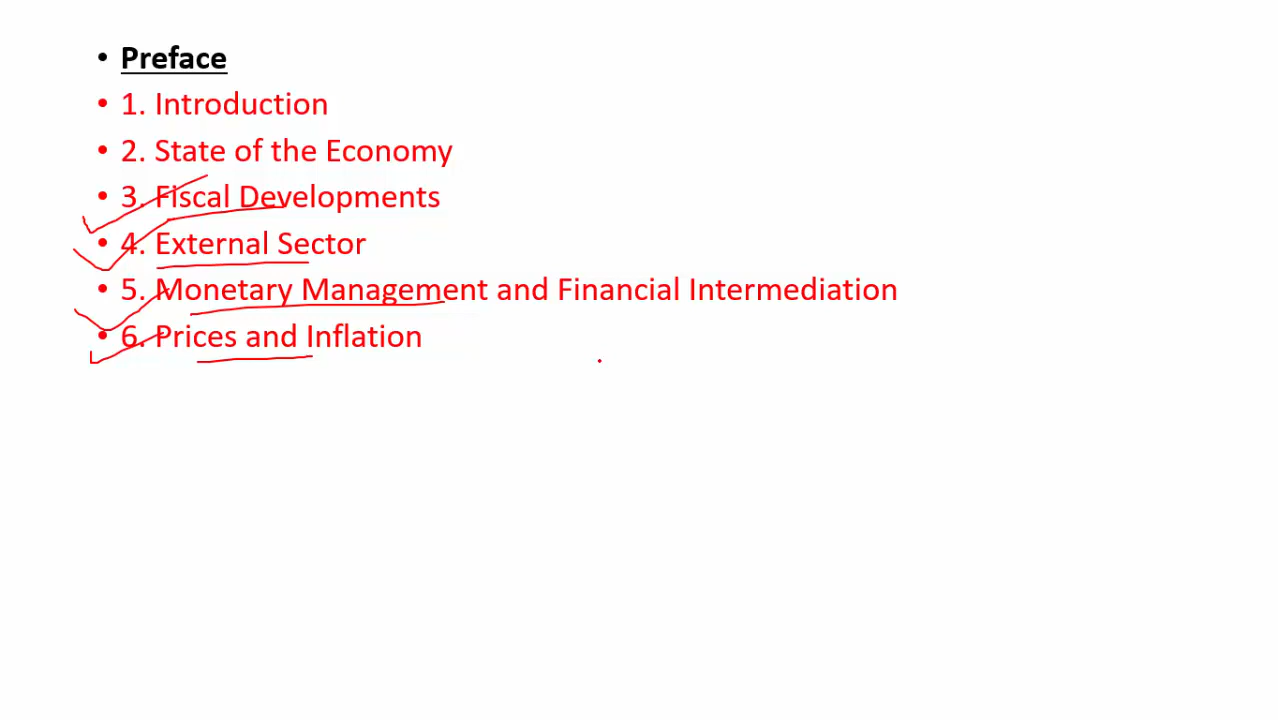 • Preface
• 1. Introduction
• 2. State of the Economy
• 3. Fiscal Developments
• 4. External Sector
• 5. Monetary Management and Financial Intermediation
• 6. Prices and Inflation